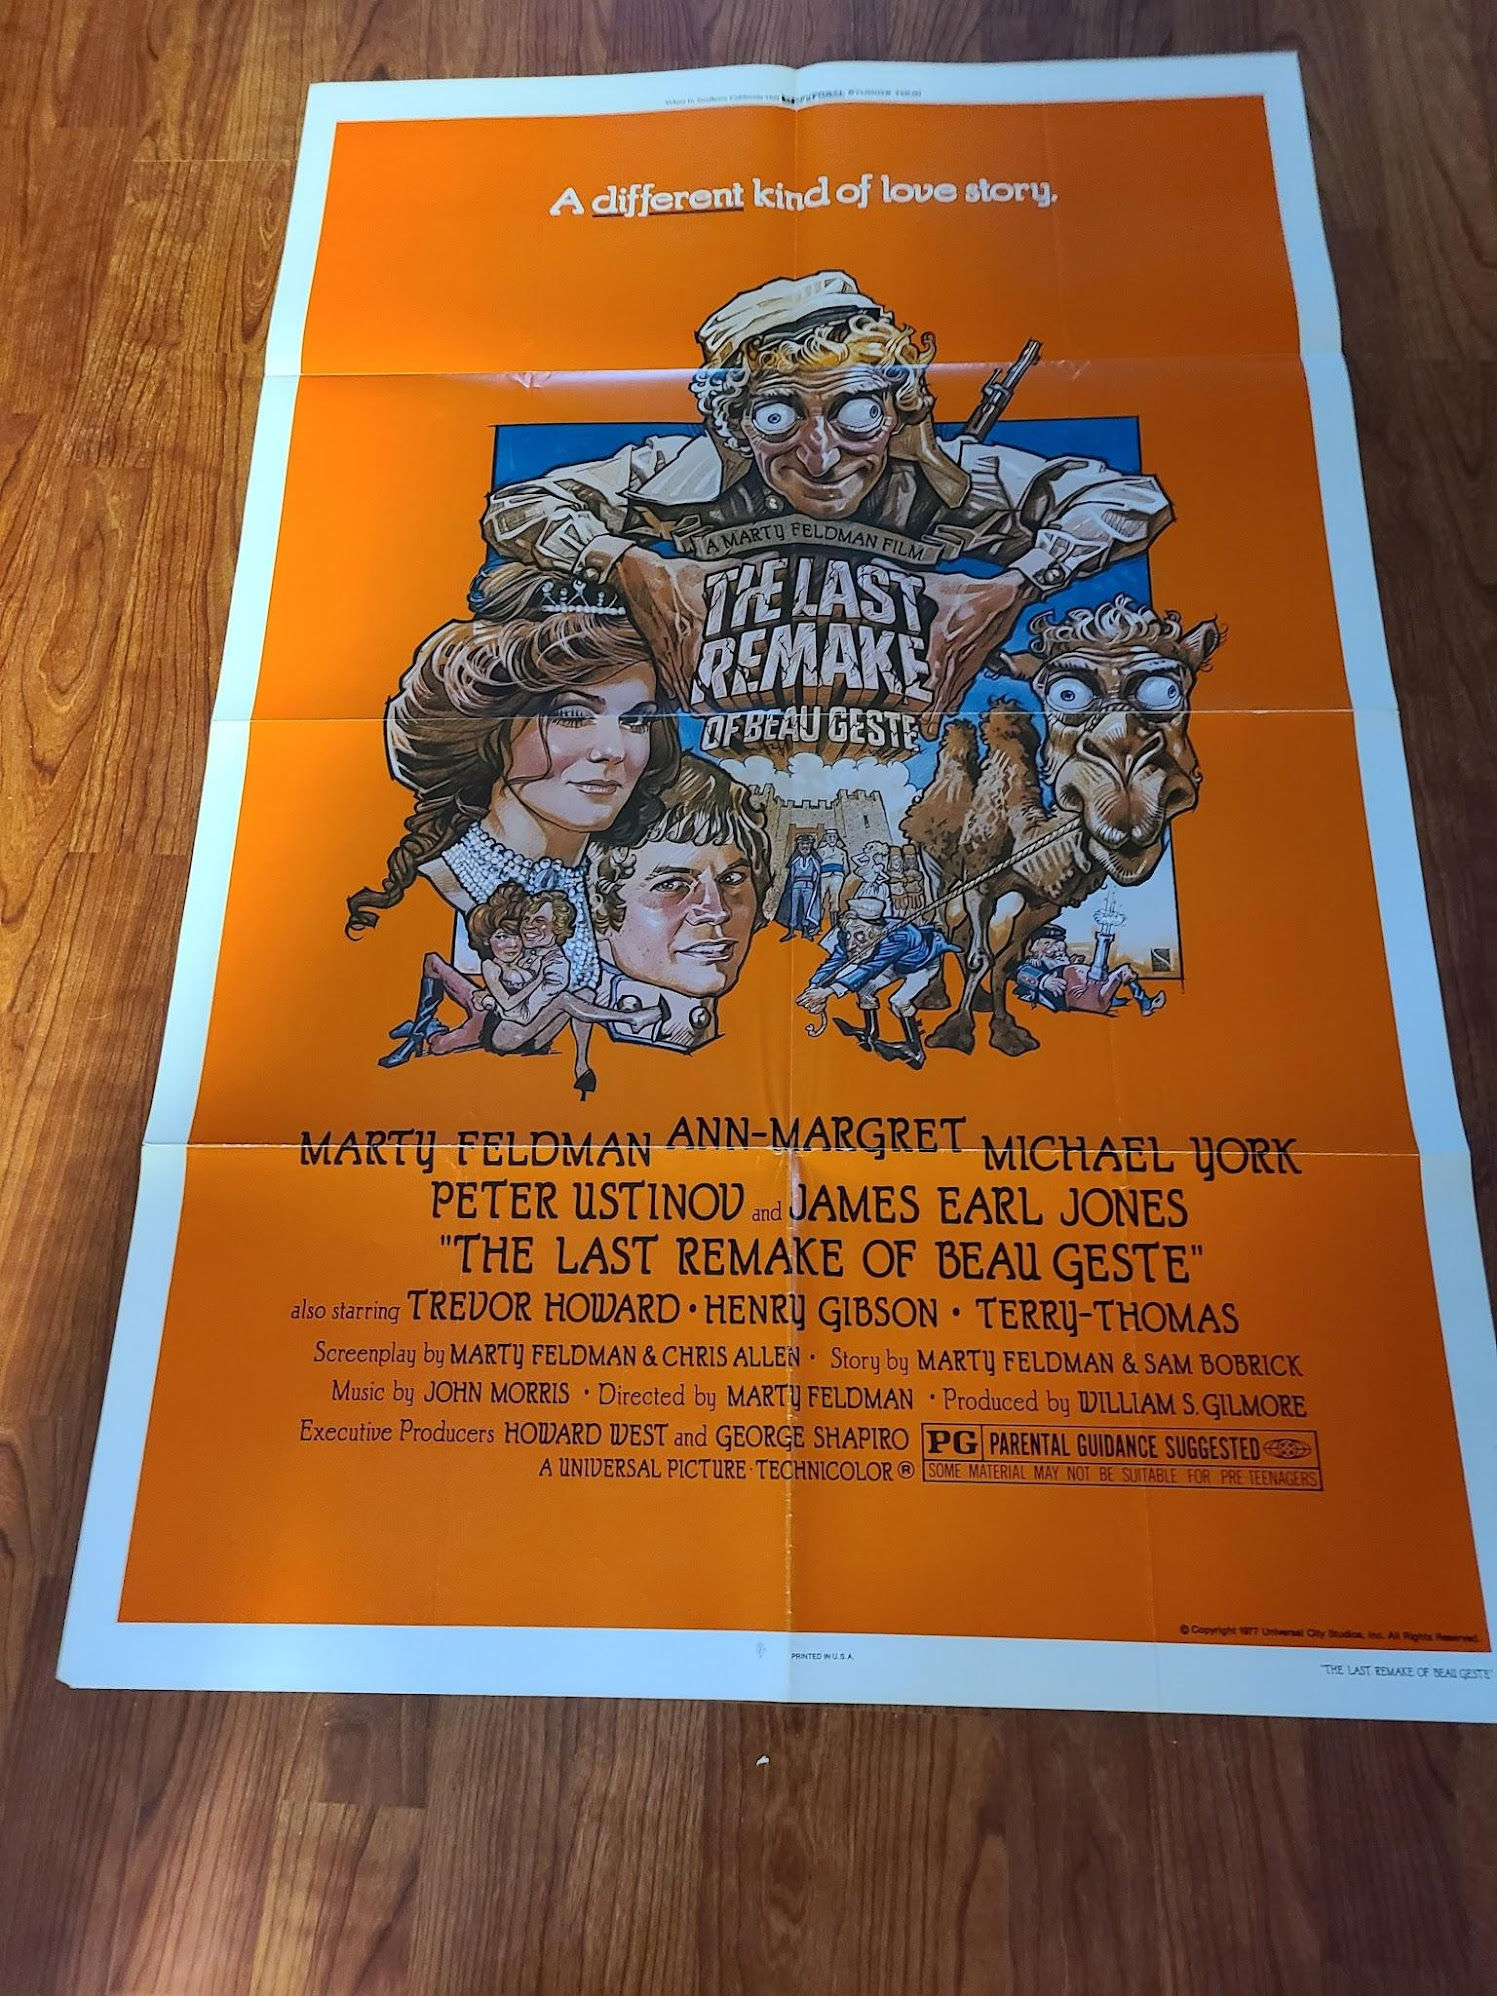 UNIVERSAL STUDIOS TOUR
A different kind of love story.
A MARTY FELDMAN FILM
THE LAST
REMAKE
OF BEAU GESTE
MARTY FELDMAN ANN-MARGRET MICHAEL YORK
PETER USTINOV and JAMES EARL JONES
"THE LAST REMAKE OF BEAU GESTE"
also starring TREVOR HOWARD • HENRY GIBSON • TERRY-THOMAS
Screenplay by MARTY FELDMAN & CHRIS ALLEN • Story by MARTY FELDMAN & SAM BOBRICK
Music by JOHN MORRIS • Directed by MARTY FELDMAN • Produced by WILLIAM S. GILMORE
Executive Producers HOWARD WEST and GEORGE SHAPIRO
A UNIVERSAL PICTURE • TECHNICOLOR ®
PG PARENTAL GUIDANCE SUGGESTED
SOME MATERIAL MAY NOT BE SUITABLE FOR PRE-TEENAGERS
© Copyright 1977 Universal City Studios, Inc. All Rights Reserved.
PRINTED IN U.S.A.
"THE LAST REMAKE OF BEAU GESTE"